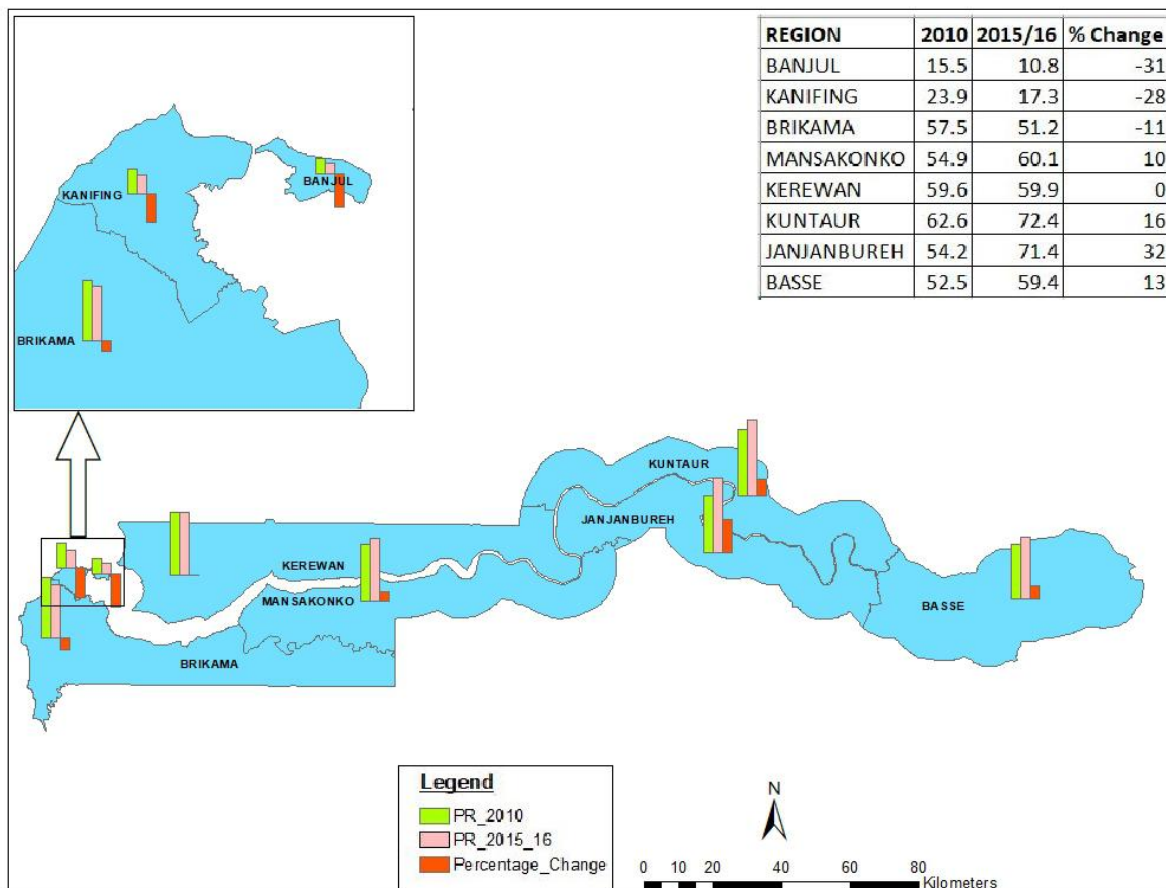 REGION 2010 2015/16 % Change
BANJUL 15.5 10.8 -31
KANIFING 23.9 17.3 -28
BRIKAMA 57.5 51.2 -11
MANSAKONKO 54.9 60.1 10
KEREWAN 59.6 59.9 0
KUNTAUR 62.6 72.4 16
JANJANBUREH 54.2 71.4 32
BASSE 52.5 59.4 13
BANJUL
KANIFING
BRIKAMA
KUNTAUR
JANJANBUREH
KEREWAN
MANSAKONKO
BASSE
BRIKAMA
Legend
PR_2010
PR_2015_16
Percentage_Change
N
0 10 20 40 60 80
Kilometers